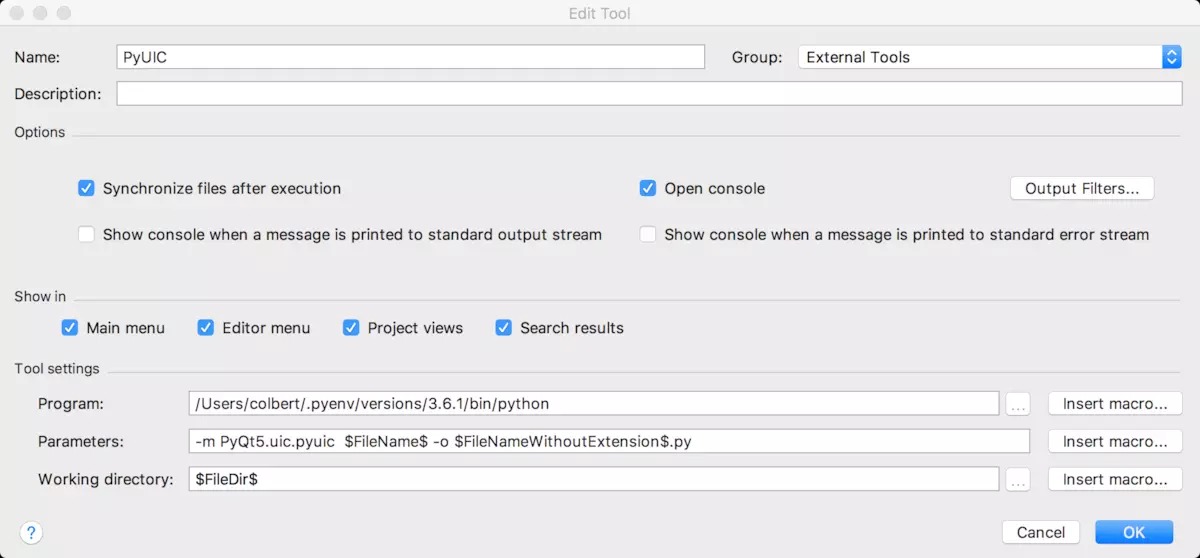 Edit Tool
Name: PyUIC Group: External Tools
Description:
Options
Synchronize files after execution Open console Output Filters...
Show console when a message is printed to standard output stream Show console when a message is printed to standard error stream
Show in
Main menu Editor menu Project views Search results
Tool settings
Program: /Users/colbert/.pyenv/versions/3.6.1/bin/python ... Insert macro...
Parameters: -m PyQt5.uic.pyuic  $FileName$ -o $FileNameWithoutExtension$.py Insert macro...
Working directory: $FileDir$ ... Insert macro...
? Cancel OK